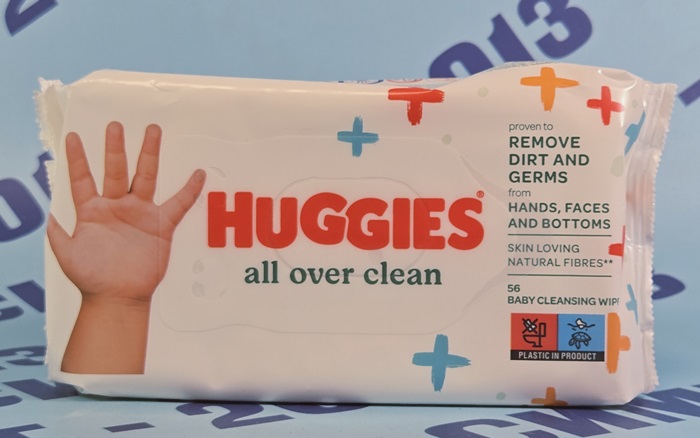 2013
proven to
REMOVE
DIRT AND
GERMS
from
HANDS, FACES
AND BOTTOMS
HUGGIES®
all over clean
SKIN LOVING
NATURAL FIBRES**
56
BABY CLEANSING WIP
PLASTIC IN PRODUCT